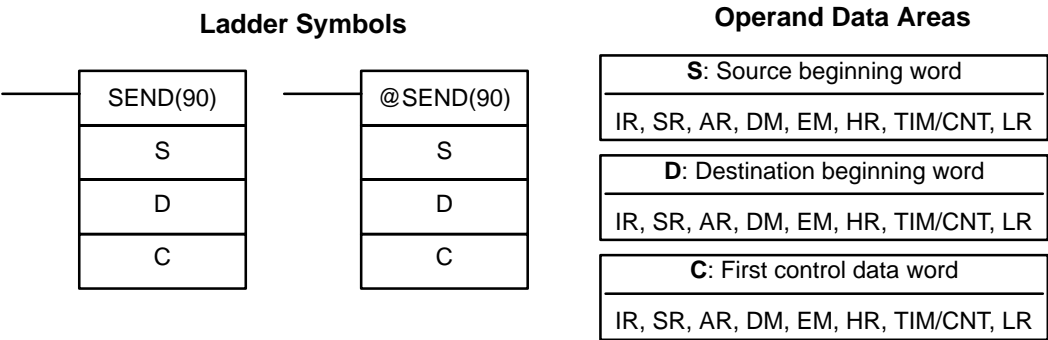 Ladder Symbols
SEND(90)
S
D
C
@SEND(90)
S
D
C
Operand Data Areas
S: Source beginning word
IR, SR, AR, DM, EM, HR, TIM/CNT, LR
D: Destination beginning word
IR, SR, AR, DM, EM, HR, TIM/CNT, LR
C: First control data word
IR, SR, AR, DM, EM, HR, TIM/CNT, LR